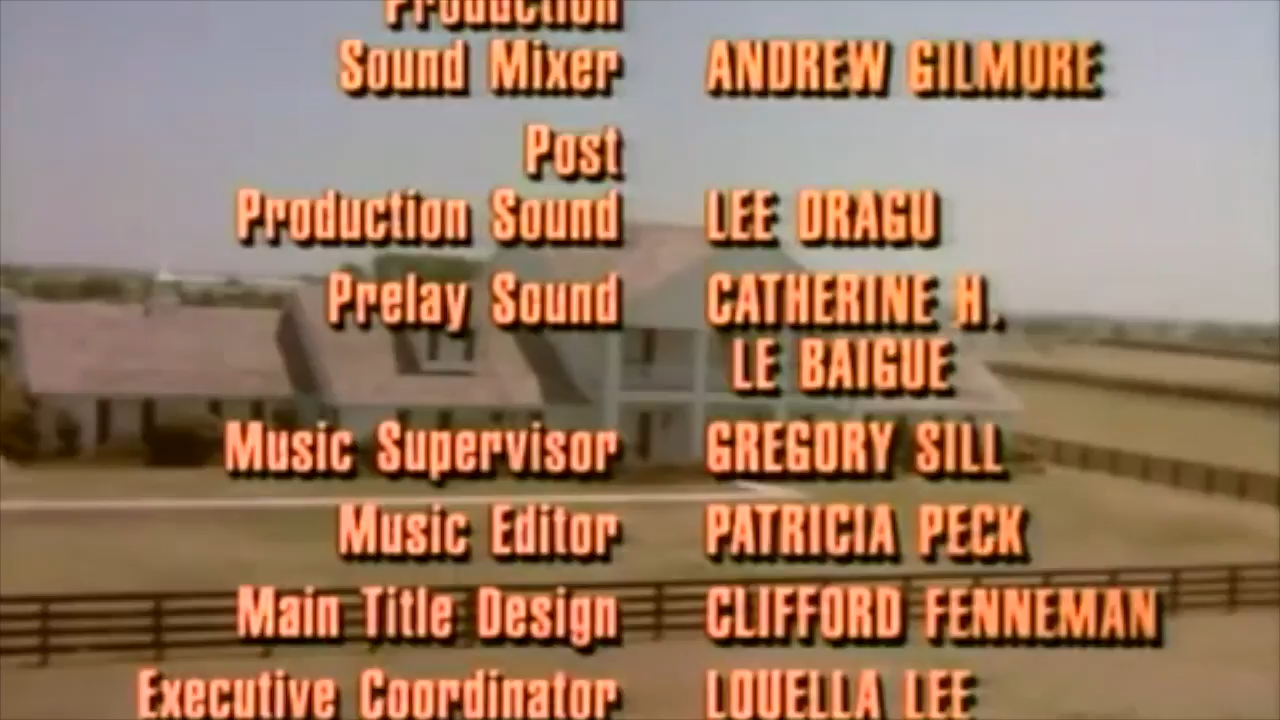 Production
Sound Mixer ANDREW GILMORE
Post
Production Sound LEE DRAGU
Prelay Sound CATHERINE H.
LE BAIGUE
Music Supervisor GREGORY SILL
Music Editor PATRICIA PECK
Main Title Design CLIFFORD FENNEMAN
Executive Coordinator LOUELLA LEE